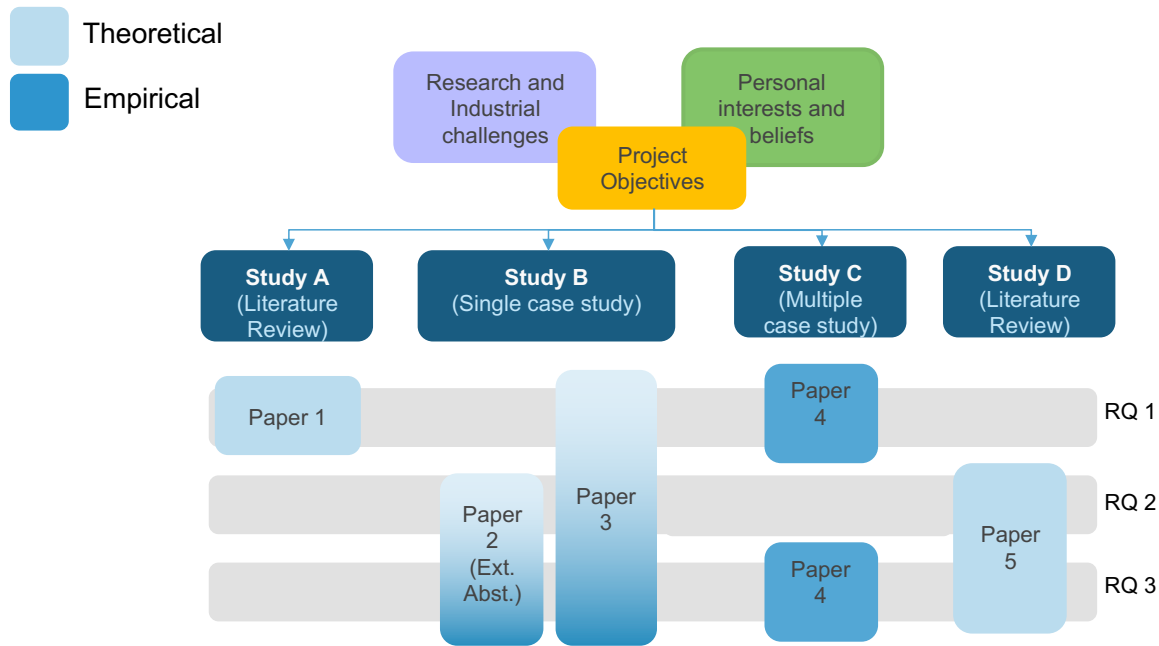 Theoretical
Empirical
Research and
Industrial
challenges
Personal
interests and
beliefs
Project
Objectives
Study A
(Literature
Review)
Study B
(Single case study)
Study C
(Multiple
case study)
Study D
(Literature
Review)
Paper 1
Paper
4
RQ 1
Paper
2
(Ext.
Abst.)
Paper
3
RQ 2
Paper
4
Paper
5
RQ 3